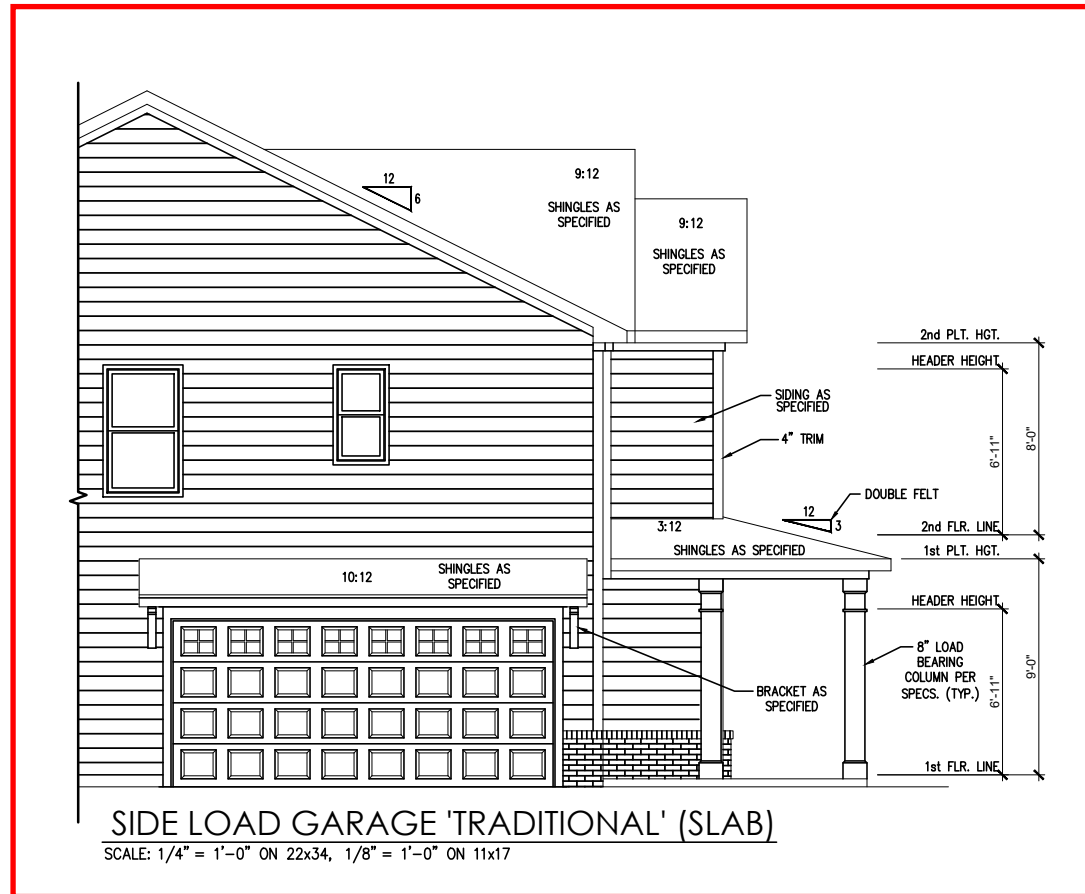 12
6
9:12
SHINGLES AS
SPECIFIED
9:12
SHINGLES AS
SPECIFIED
2nd PLT. HGT.
HEADER HEIGHT
SIDING AS
SPECIFIED
4" TRIM
6'-11"
8'-0"
DOUBLE FELT
12
3
2nd FLR. LINE
3:12
SHINGLES AS SPECIFIED
1st PLT. HGT.
10:12
SHINGLES AS
SPECIFIED
HEADER HEIGHT
8" LOAD
BEARING
COLUMN PER
SPECS. (TYP.)
6'-11"
9'-0"
BRACKET AS
SPECIFIED
1st FLR. LINE
SIDE LOAD GARAGE 'TRADITIONAL' (SLAB)
SCALE: 1/4" = 1'-0" ON 22x34, 1/8" = 1'-0" ON 11x17